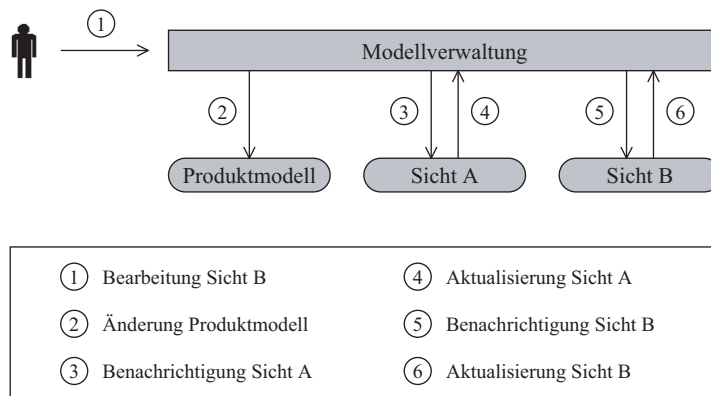 1
Modellverwaltung
2
3
4
5
6
Produktmodell
Sicht A
Sicht B
1 Bearbeitung Sicht B
2 Änderung Produktmodell
3 Benachrichtigung Sicht A
4 Aktualisierung Sicht A
5 Benachrichtigung Sicht B
6 Aktualisierung Sicht B